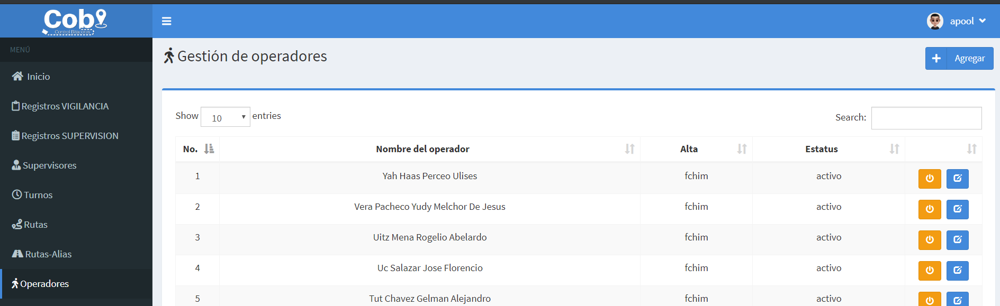 Cobi
Control Bitacoras
apool
MENÚ
Inicio
Registros VIGILANCIA
Registros SUPERVISION
Supervisores
Turnos
Rutas
Rutas-Alias
Operadores
Gestión de operadores
Agregar
Show 10 entries
Search:
No. Nombre del operador Alta Estatus
1 Yah Haas Perceo Ulises fchim activo
2 Vera Pacheco Yudy Melchor De Jesus fchim activo
3 Uitz Mena Rogelio Abelardo fchim activo
4 Uc Salazar Jose Florencio fchim activo
5 Tut Chavez Gelman Alejandro fchim activo